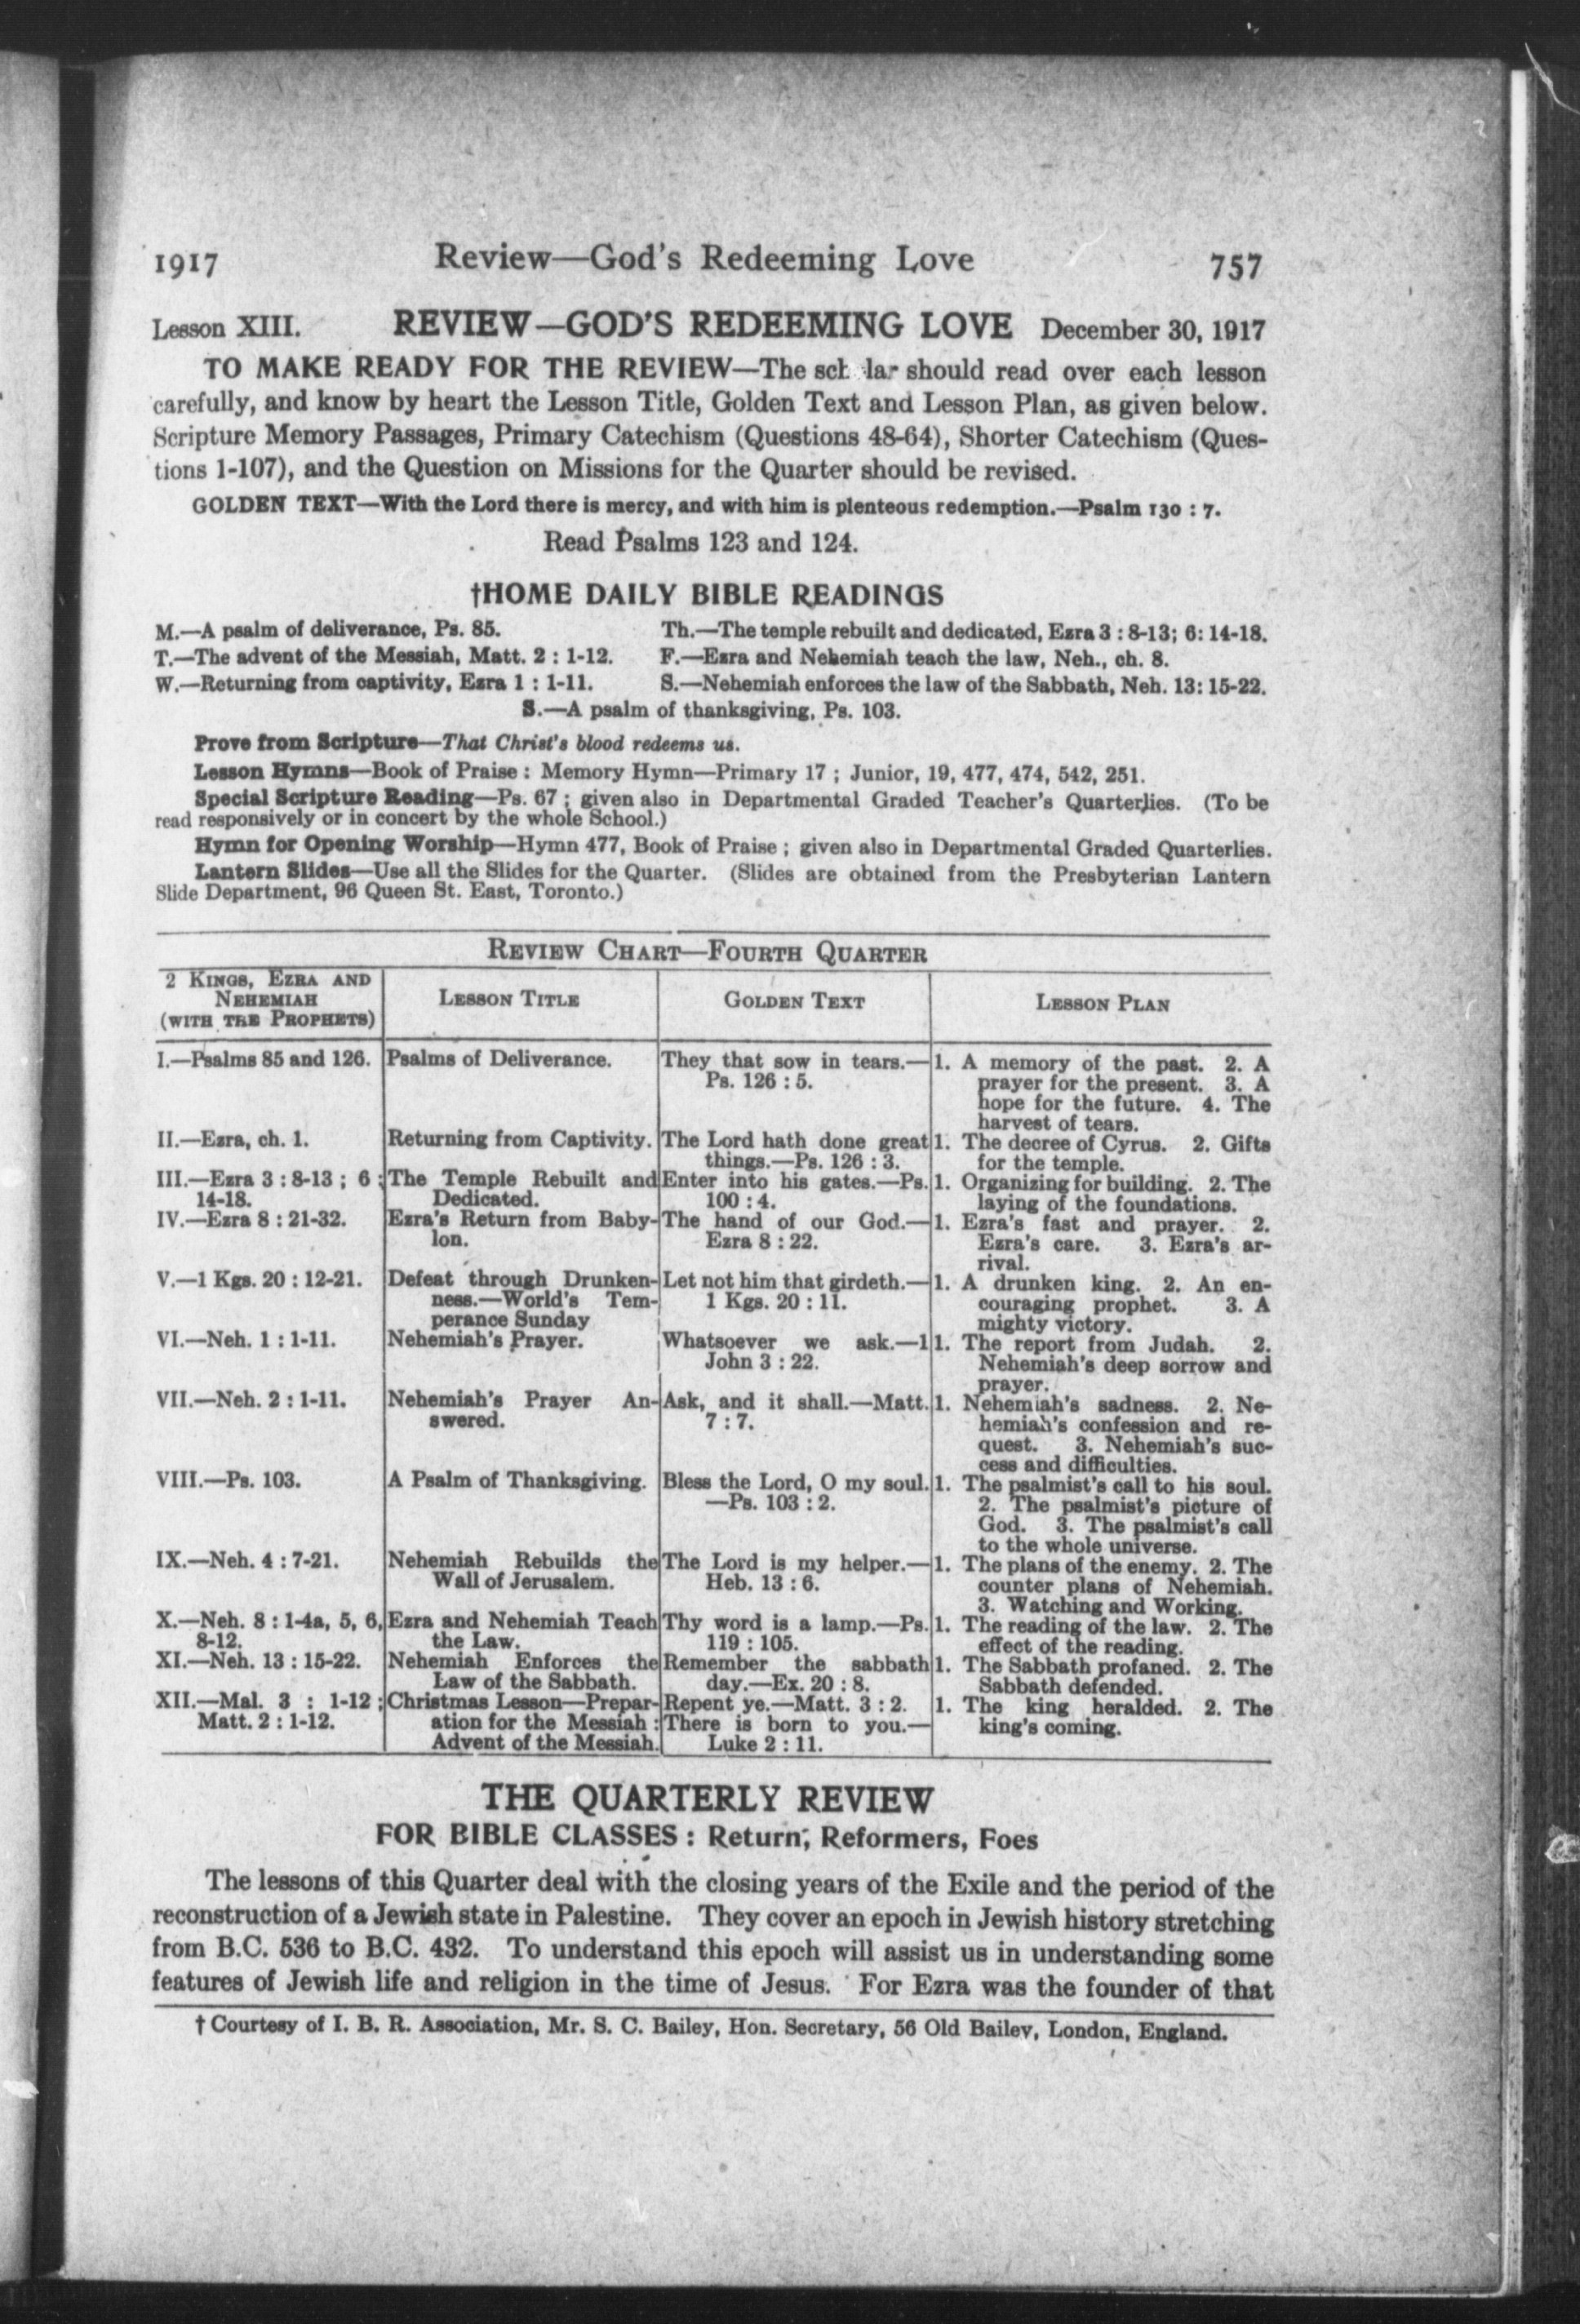 1917 Review—God's Redeeming Love 757
Lesson XIII. REVIEW—GOD'S REDEEMING LOVE December 30, 1917
TO MAKE READY FOR THE REVIEW—The should read over each lesson
carefully, and know by heart the Lesson Title, Golden Text and Lesson Plan, as given below.
Scripture Memory Passages, Primary Catechism (Questions 48-64), Shorter Catechism (Ques-
tions 1-107), and the Question on Missions for the Quarter should be revised.
GOLDEN TEXT—With the Lord there is mercy, and with him is plenteous redemption.—Psalm 130 : 7.
Read Psalms 123 and 124.
†HOME DAILY BIBLE READINGS
M.—A psalm of deliverance, Ps. 85.
T.—The advent of the Messiah, Matt. 2 : 1-12.
W.—Returning from captivity, Ezra 1 : 1-11.
Th.—The temple rebuilt and dedicated, Ezra 3 : 8-13; 6: 14-18.
F.—Ezra and Nehemiah teach the law, Neh., ch. 8.
S.—Nehemiah enforces the law of the Sabbath, Neh. 13: 15-22.
S.—A psalm of thanksgiving, Ps. 103.
Prove from Scripture—That Christ's blood redeems us.
Lesson Hymns—Book of Praise : Memory Hymn—Primary 17 ; Junior, 19, 477, 474, 542, 251.
Special Scripture Reading—Ps. 67 ; given also in Departmental Graded Teacher's Quarterlies. (To be
read responsively or in concert by the whole School.)
Hymn for Opening Worship—Hymn 477, Book of Praise ; given also in Departmental Graded Quarterlies.
Lantern Slides—Use all the Slides for the Quarter. (Slides are obtained from the Presbyterian Lantern
Slide Department, 96 Queen St. East, Toronto.)
REVIEW CHART—FOURTH QUARTER
2 KINGS, EZRA AND
NEHEMIAH
(WITH THE PROPHETS)
LESSON TITLE
GOLDEN TEXT
LESSON PLAN
I.—Psalms 85 and 126.
Psalms of Deliverance.
They that sow in tears.—
Ps. 126 : 5.
1. A memory of the past. 2. A
prayer for the present. 3. A
hope for the future. 4. The
harvest of tears.
II.—Ezra, ch. 1.
Returning from Captivity.
The Lord hath done great
things.—Ps. 126 : 3.
1. The decree of Cyrus. 2. Gifts
for the temple.
III.—Ezra 3 : 8-13 ; 6 :
14-18.
The Temple Rebuilt and
Dedicated.
Enter into his gates.—Ps.
100 : 4.
1. Organizing for building. 2. The
laying of the foundations.
IV.—Ezra 8 : 21-32.
Ezra's Return from Baby-
lon.
The hand of our God.—
Ezra 8 : 22.
1. Ezra's fast and prayer. 2.
Ezra's care. 3. Ezra's ar-
rival.
V.—1 Kgs. 20 : 12-21.
Defeat through Drunken-
ness.—World's Tem-
perance Sunday
Let not him that girdeth.—
1 Kgs. 20 : 11.
1. A drunken king. 2. An en-
couraging prophet. 3. A
mighty victory.
VI.—Neh. 1 : 1-11.
Nehemiah's Prayer.
Whatsoever we ask.—1
John 3 : 22.
1. The report from Judah. 2.
Nehemiah's deep sorrow and
prayer.
VII.—Neh. 2 : 1-11.
Nehemiah's Prayer An-
swered.
Ask, and it shall.—Matt.
7 : 7.
1. Nehemiah's sadness. 2. Ne-
hemiah's confession and re-
quest. 3. Nehemiah's suc-
cess and difficulties.
VIII.—Ps. 103.
A Psalm of Thanksgiving.
Bless the Lord, O my soul.
—Ps. 103 : 2.
1. The psalmist's call to his soul.
2. The psalmist's picture of
God. 3. The psalmist's call
to the whole universe.
IX.—Neh. 4 : 7-21.
Nehemiah Rebuilds the
Wall of Jerusalem.
The Lord is my helper.—
Heb. 13 : 6.
1. The plans of the enemy. 2. The
counter plans of Nehemiah.
3. Watching and Working.
X.—Neh. 8 : 1-4a, 5, 6,
8-12.
Ezra and Nehemiah Teach
the Law.
Thy word is a lamp.—Ps.
119 : 105.
1. The reading of the law. 2. The
effect of the reading.
XI.—Neh. 13 : 15-22.
Nehemiah Enforces the
Law of the Sabbath.
Remember the sabbath
day.—Ex. 20 : 8.
1. The Sabbath profaned. 2. The
Sabbath defended.
XII.—Mal. 3 : 1-12 ;
Matt. 2 : 1-12.
Christmas Lesson—Prepar-
ation for the Messiah :
Advent of the Messiah.
Repent ye.—Matt. 3 : 2.
There is born to you.—
Luke 2 : 11.
1. The king heralded. 2. The
king's coming.
THE QUARTERLY REVIEW
FOR BIBLE CLASSES : Return, Reformers, Foes
The lessons of this Quarter deal with the closing years of the Exile and the period of the
reconstruction of a Jewish state in Palestine. They cover an epoch in Jewish history stretching
from B.C. 536 to B.C. 432. To understand this epoch will assist us in understanding some
features of Jewish life and religion in the time of Jesus. For Ezra was the founder of that
† Courtesy of I. B. R. Association, Mr. S. C. Bailey, Hon. Secretary, 56 Old Bailey, London, England.